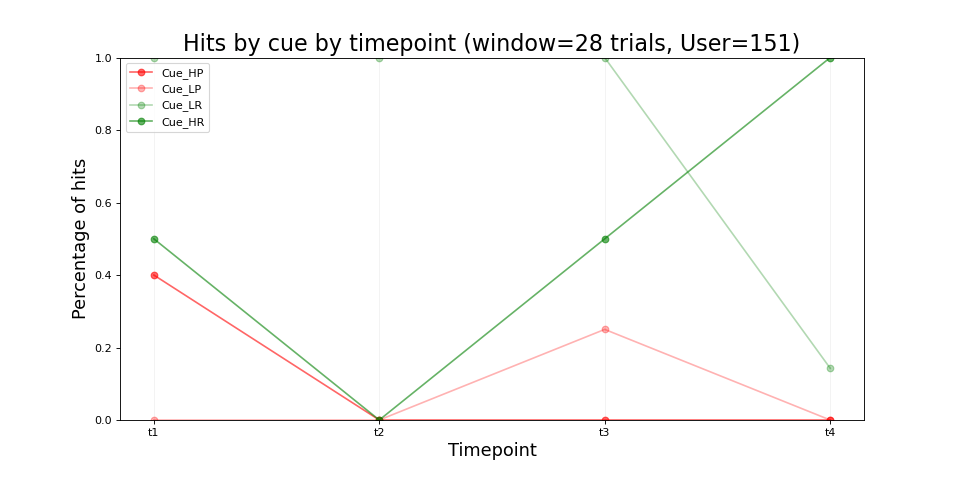 Hits by cue by timepoint (window=28 trials, User=151)
Percentage of hits
1.0
0.8
0.6
0.4
0.2
0.0
Cue_HP
Cue_LP
Cue_LR
Cue_HR
t1
t2
t3
t4
Timepoint